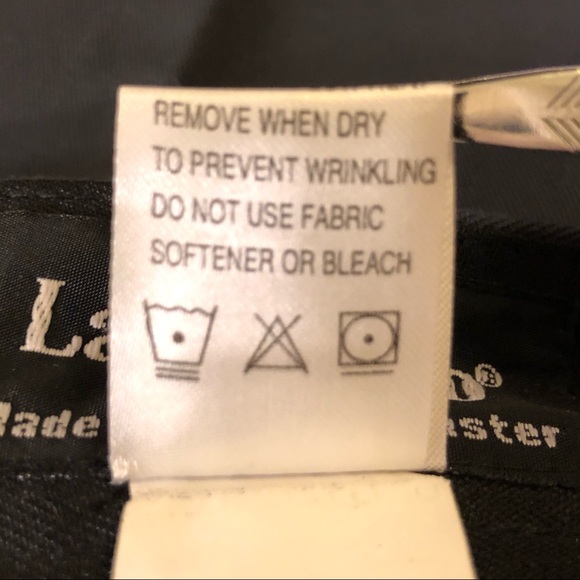 REMOVE WHEN DRY
TO PREVENT WRINKLING
DO NOT USE FABRIC
SOFTENER OR BLEACH